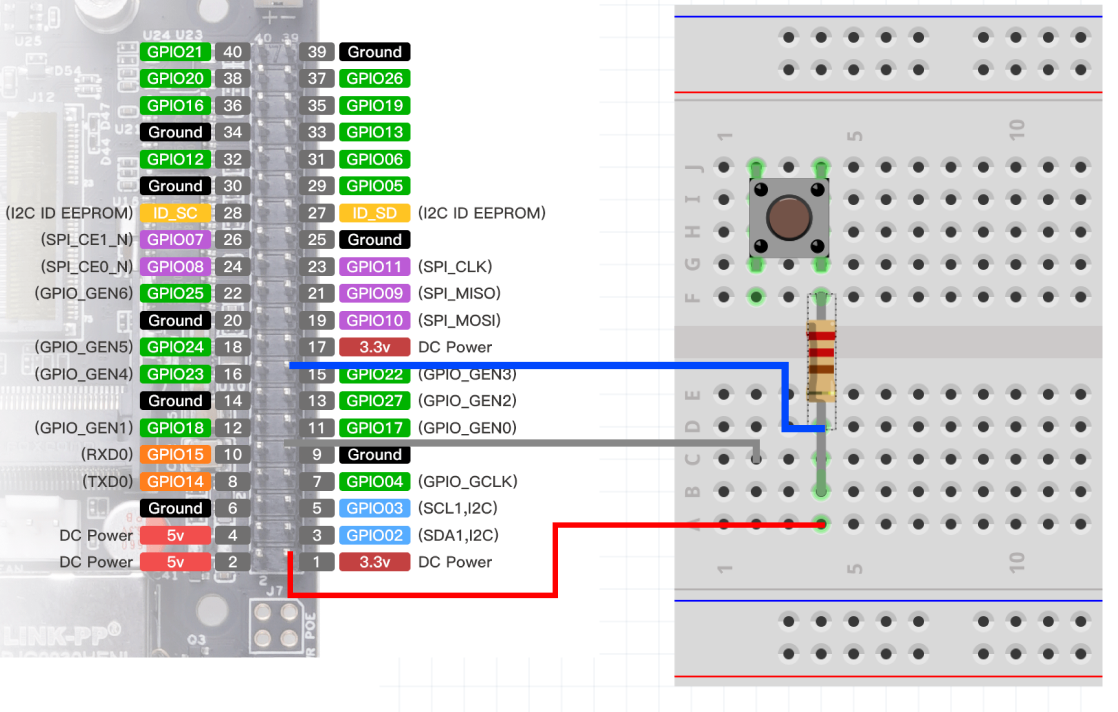 U24 U23
U25
D54
J12
D47
D44
40 39
GPIO21 40 39 Ground
GPIO20 38 37 GPIO26
GPIO16 36 35 GPIO19
Ground 34 33 GPIO13
GPIO12 32 31 GPIO06
Ground 30 29 GPIO05
(I2C ID EEPROM) ID_SC 28 27 ID_SD (I2C ID EEPROM)
(SPI_CE1_N) GPIO07 26 25 Ground
(SPI_CE0_N) GPIO08 24 23 GPIO11 (SPI_CLK)
(GPIO_GEN6) GPIO25 22 21 GPIO09 (SPI_MISO)
Ground 20 19 GPIO10 (SPI_MOSI)
(GPIO_GEN5) GPIO24 18 17 3.3v DC Power
(GPIO_GEN4) GPIO23 16 15 GPIO22 (GPIO_GEN3)
Ground 14 13 GPIO27 (GPIO_GEN2)
(GPIO_GEN1) GPIO18 12 11 GPIO17 (GPIO_GEN0)
(RXD0) GPIO15 10 9 Ground
(TXD0) GPIO14 8 7 GPIO04 (GPIO_GCLK)
Ground 6 5 GPIO03 (SCL1,I2C)
DC Power 5v 4 3 GPIO02 (SDA1,I2C)
DC Power 5v 2 1 3.3v DC Power
2
J7
LINK-PP®
Q3
POE
1 5 10
J
I
H
G
F
E
D
C
B
A
1 5 10